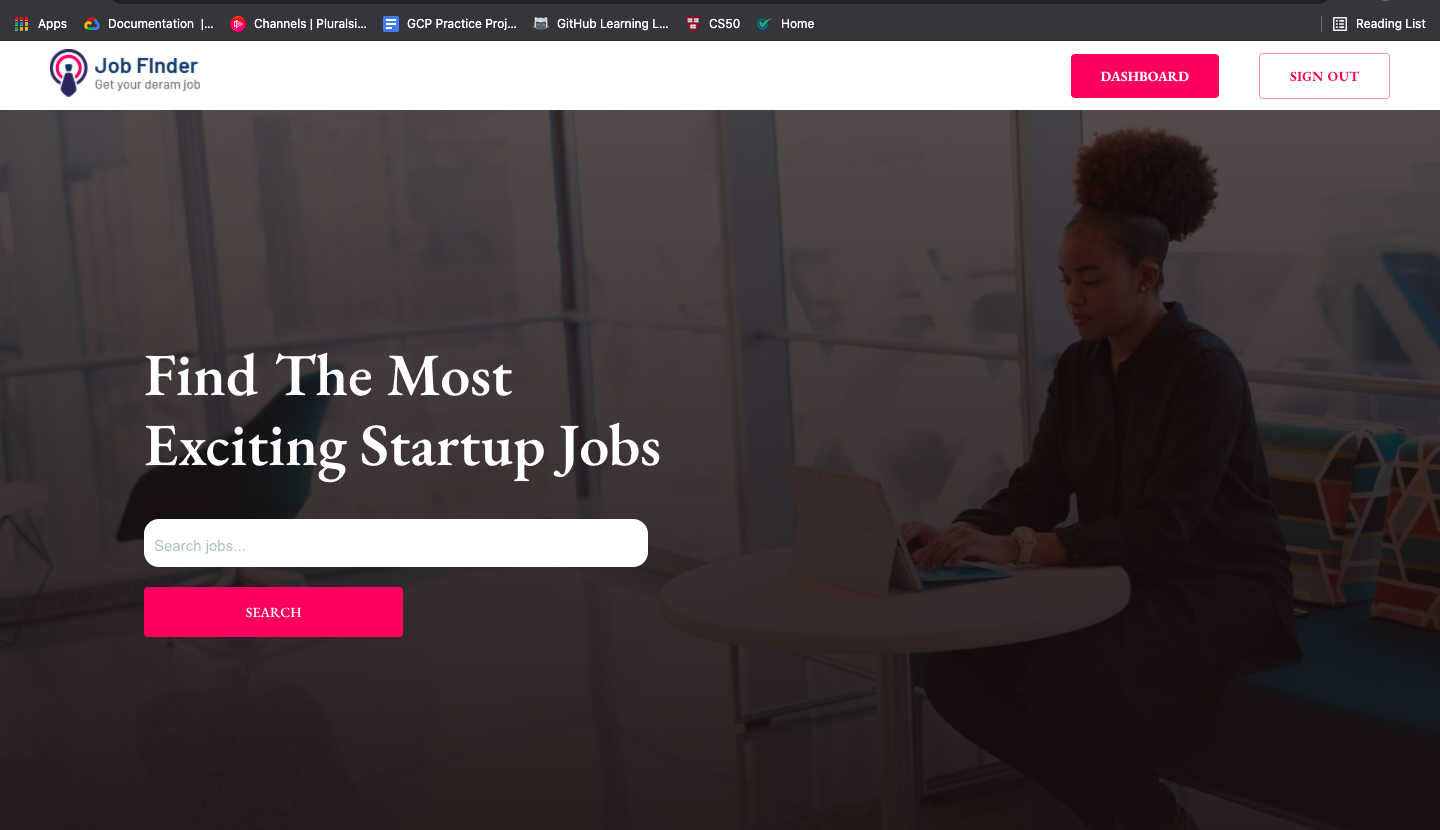 Apps Documentation |... Channels | Pluralsi... GCP Practice Proj... GitHub Learning L... CS50 Home Reading List
Job FInder
Get your deram job
DASHBOARD SIGN OUT
Find The Most
Exciting Startup Jobs
Search jobs...
SEARCH